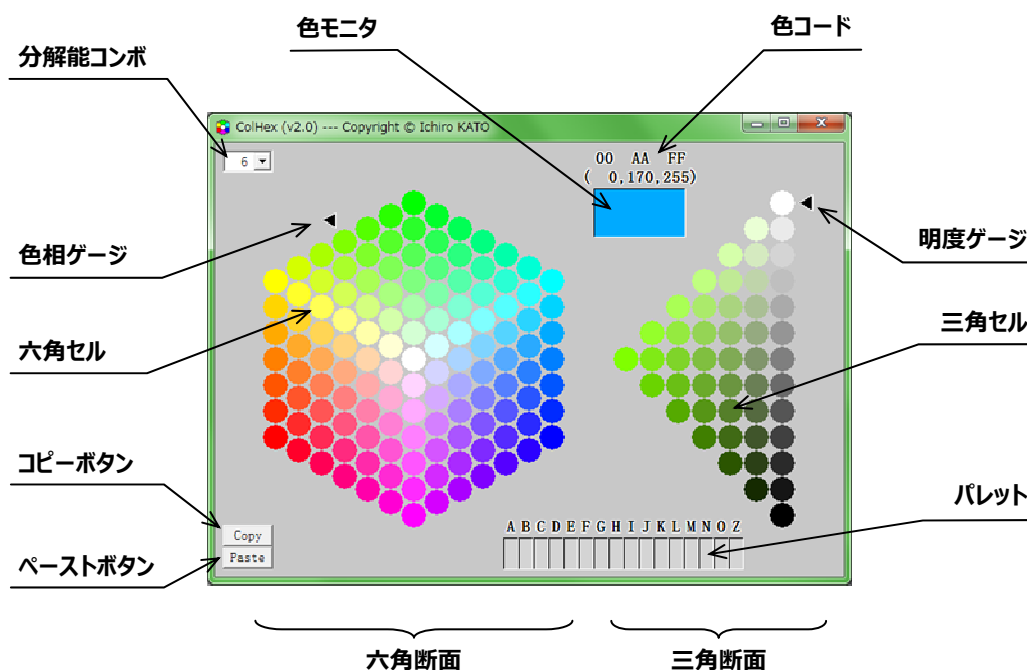 色モニタ
色コード
分解能コンボ
ColHex (v2.0) --- Copyright © Ichiro KATO
6
00 AA FF
( 0,170,255)
色相ゲージ
明度ゲージ
六角セル
三角セル
コピーボタン
パレット
Copy
Paste
A B C D E F G H I J K L M N O Z
ペーストボタン
六角断面
三角断面